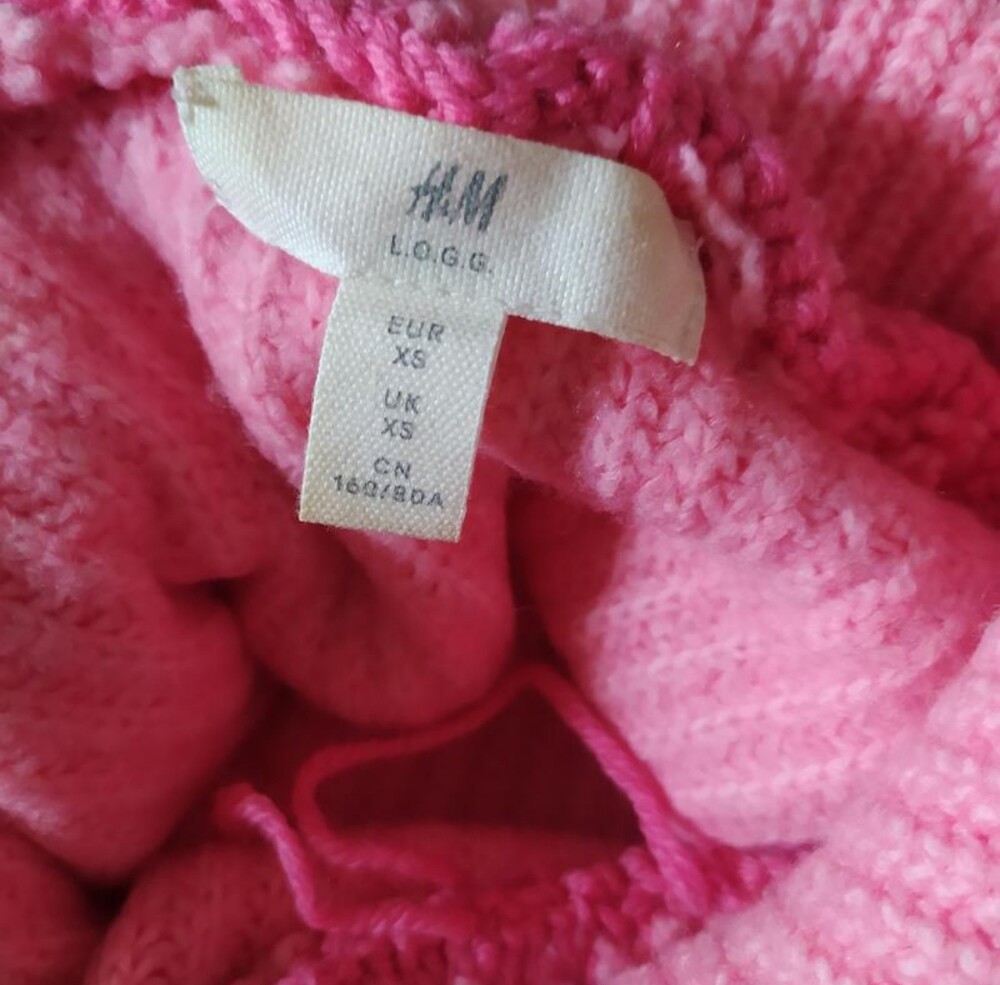 H&M
L.O.G.G.
EUR
XS
UK
XS
CN
160/80A